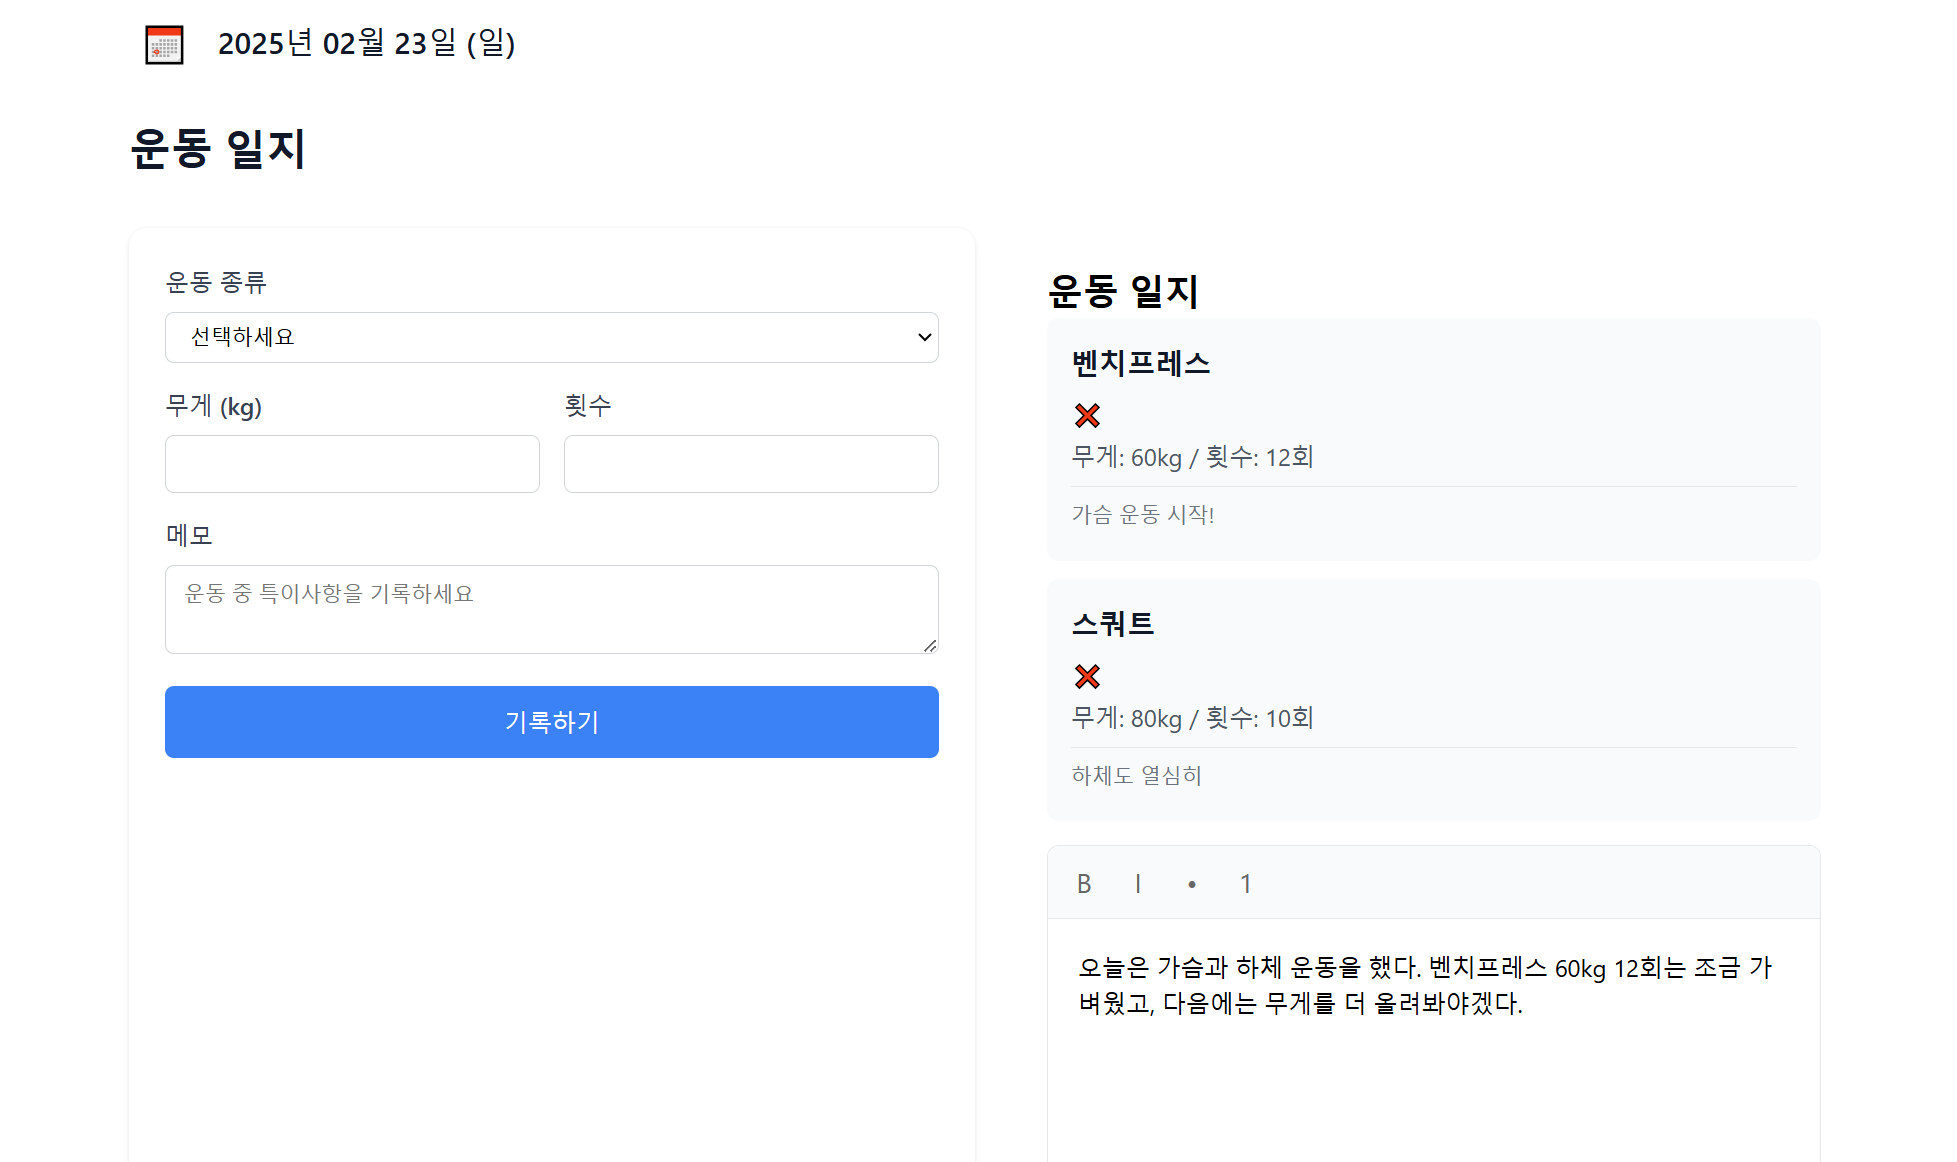 2025년 02월 23일 (일)
운동 일지
운동 종류
선택하세요
무게 (kg)
횟수
메모
운동 중 특이사항을 기록하세요
기록하기
운동 일지
벤치프레스
무게: 60kg / 횟수: 12회
가슴 운동 시작!
스쿼트
무게: 80kg / 횟수: 10회
하체도 열심히
B I • 1
오늘은 가슴과 하체 운동을 했다. 벤치프레스 60kg 12회는 조금 가
벼웠고, 다음에는 무게를 더 올려봐야겠다.